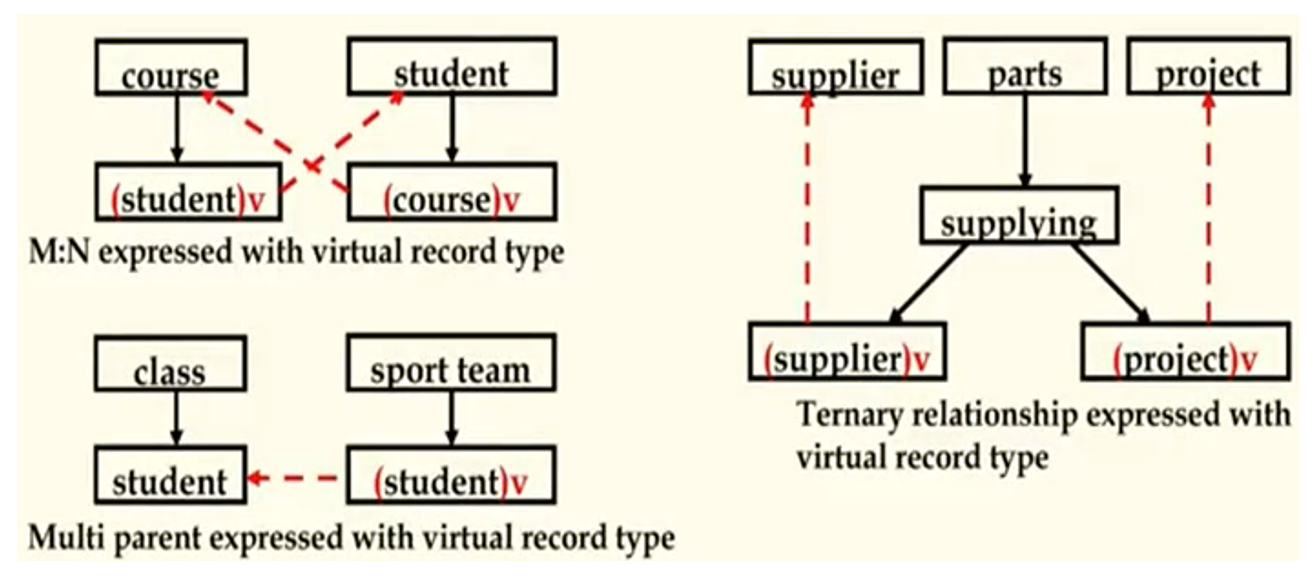 course
student
(student)v
(course)v
M:N expressed with virtual record type
class
sport team
student
(student)v
Multi parent expressed with virtual record type
supplier
parts
project
supplying
(supplier)v
(project)v
Ternary relationship expressed with
virtual record type